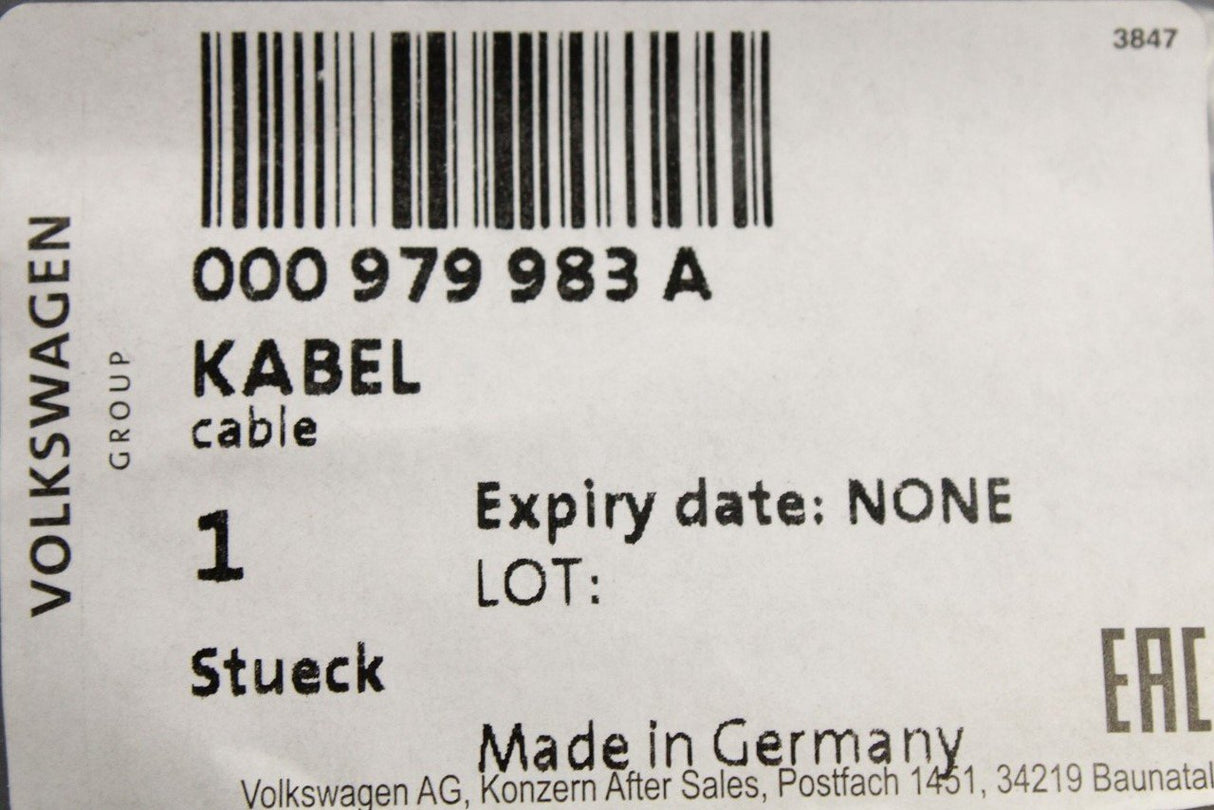 3847
000 979 983 A
KABEL
cable
1
Expiry date: NONE
LOT:
Stueck
Made in Germany
EAC
Volkswagen AG, Konzern After Sales, Postfach 1451, 34219 Baunatal
VOLKSWAGEN
GROUP